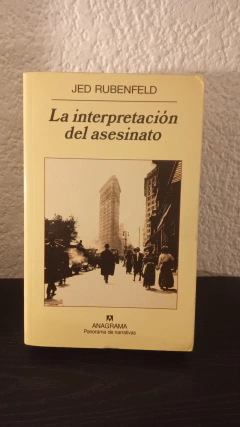 JED RUBENFELD
La interpretación
del asesinato
ANAGRAMA
Panorama de narrativas